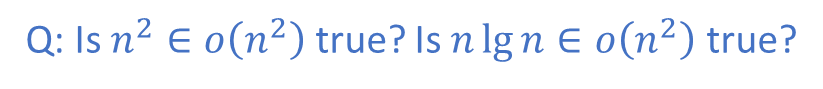 Q: Is n² ∈ o(n²) true? Is n lg n ∈ o(n²) true?